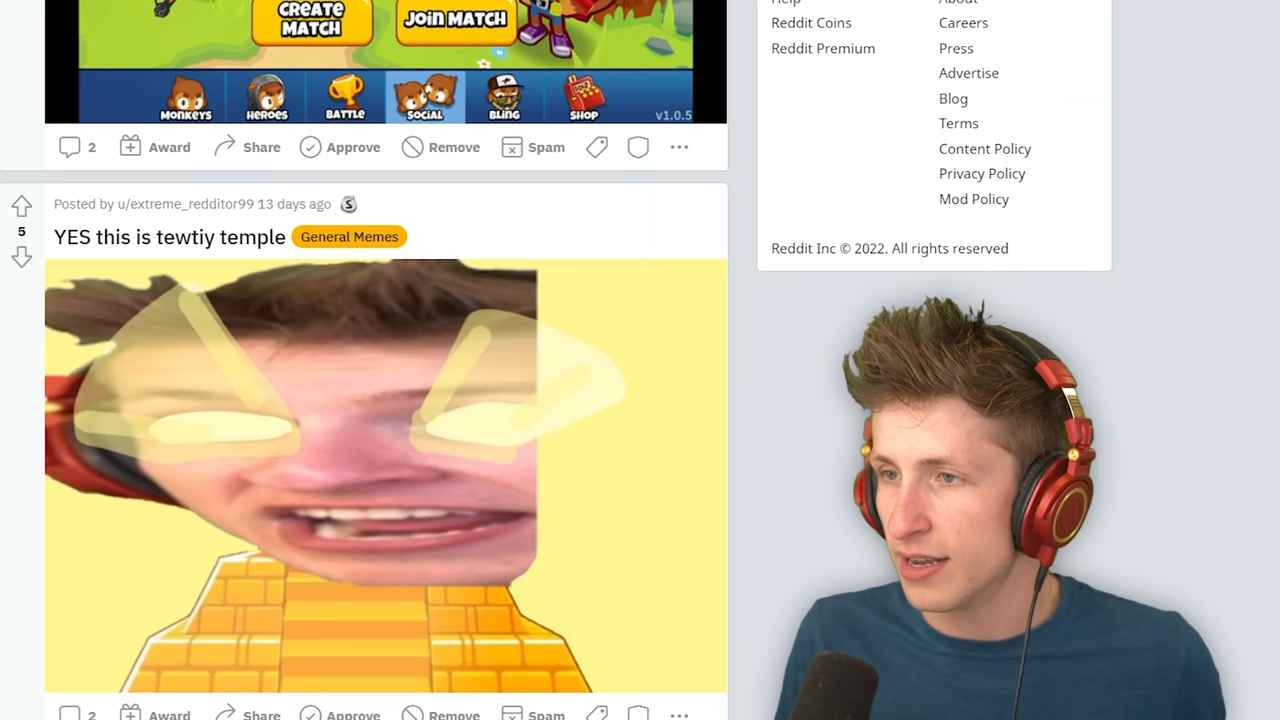 CREATE
MATCH
JOIN MATCH
MONKEYS
HEROES
BATTLE
SOCIAL
BLING
SHOP
v1.0.5
2 Award Share Approve Remove Spam
Posted by u/extreme_redditor99 13 days ago
5
YES this is tewtiy temple General Memes
2 Award Share Approve Remove Spam
Help
About
Reddit Coins
Careers
Reddit Premium
Press
Advertise
Blog
Terms
Content Policy
Privacy Policy
Mod Policy
Reddit Inc © 2022. All rights reserved